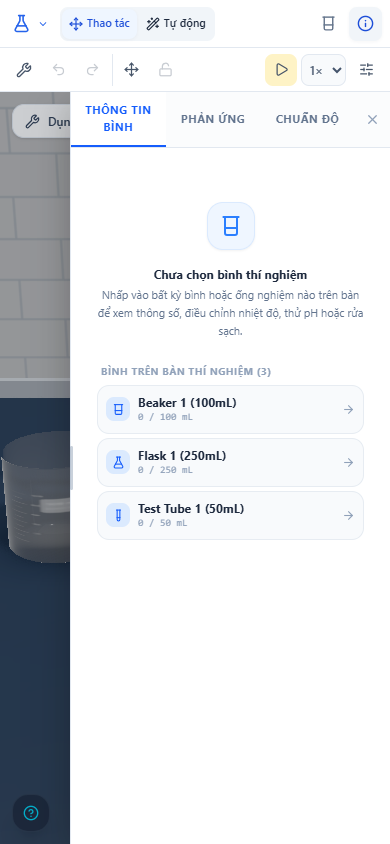 Thao tác
Tự động
1×
Dụn
THÔNG TIN
BÌNH
PHẢN ỨNG
CHUẨN ĐỘ
Chưa chọn bình thí nghiệm
Nhấp vào bất kỳ bình hoặc ống nghiệm nào trên bàn
để xem thông số, điều chỉnh nhiệt độ, thử pH hoặc rửa
sạch.
BÌNH TRÊN BÀN THÍ NGHIỆM (3)
Beaker 1 (100mL)
0 / 100 mL
Flask 1 (250mL)
0 / 250 mL
Test Tube 1 (50mL)
0 / 50 mL